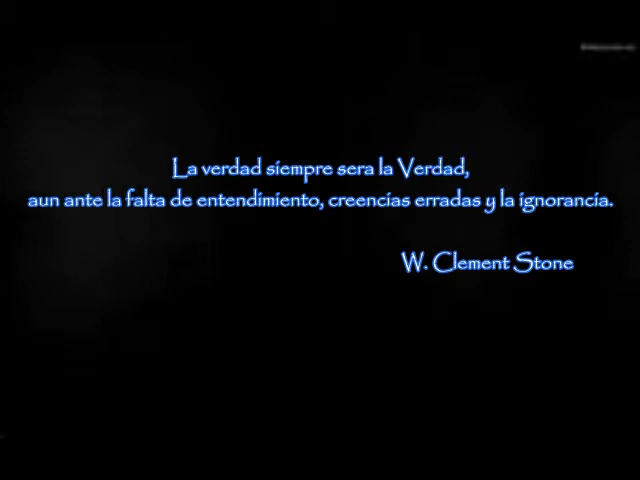 La verdad siempre sera la Verdad,
aun ante la falta de entendimiento, creencias erradas y la ignorancia.
W. Clement Stone